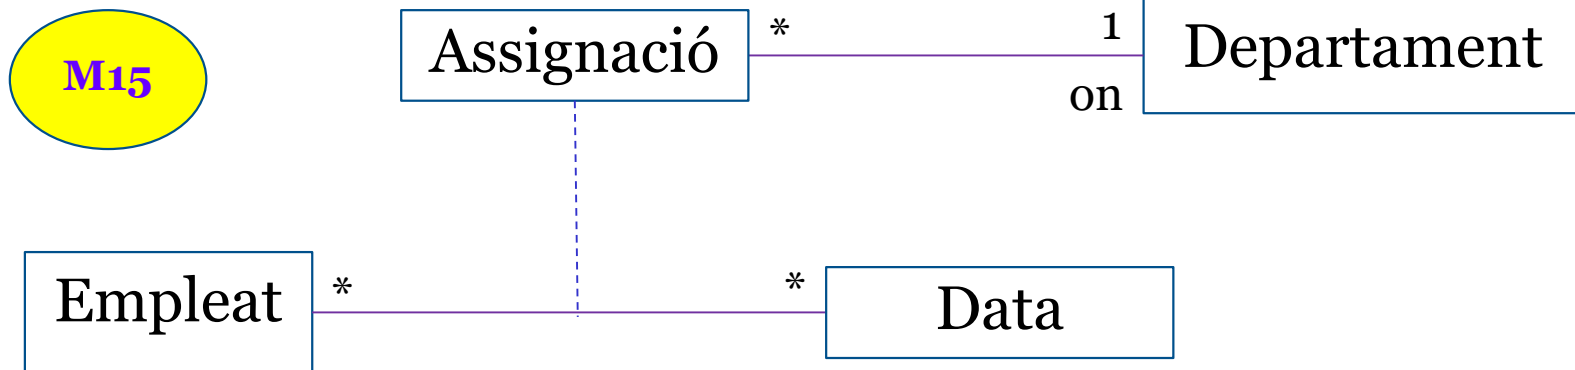 M15
Assignació
*
1
on
Departament
Empleat
*
*
Data